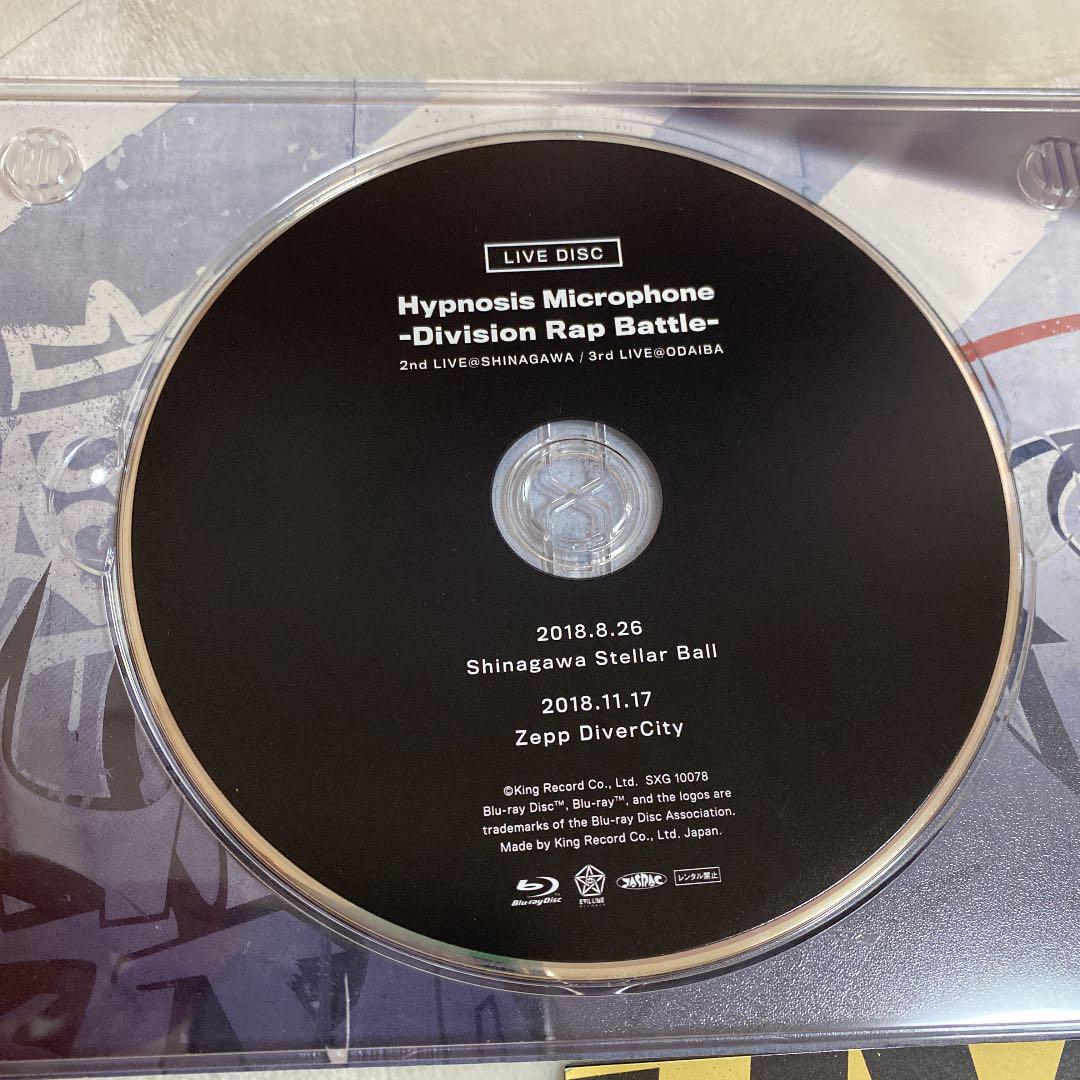 LIVE DISC
Hypnosis Microphone
-Division Rap Battle-
2nd LIVE@SHINAGAWA / 3rd LIVE@ODAIBA
2018.8.26
Shinagawa Stellar Ball
2018.11.17
Zepp DiverCity
©King Record Co., Ltd. SXG 10078
Blu-ray Disc™, Blu-ray™, and the logos are
trademarks of the Blu-ray Disc Association.
Made by King Record Co., Ltd. Japan.
Blu-ray Disc EVIL LINE RECORDS JASRAC レンタル禁止